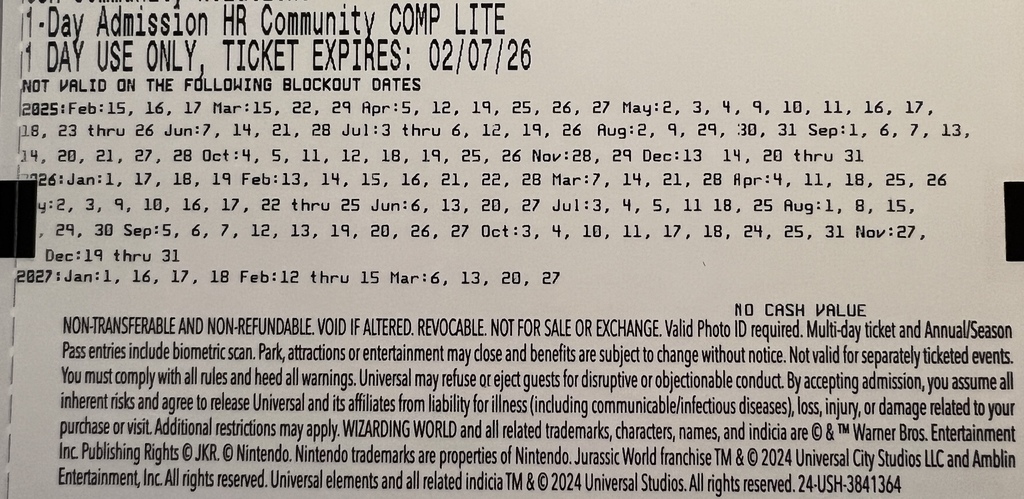 1-Day Admission HR Community COMP LITE
1 DAY USE ONLY, TICKET EXPIRES: 02/07/26
NOT VALID ON THE FOLLOWING BLOCKOUT DATES
2025:Feb:15, 16, 17 Mar:15, 22, 29 Apr:5, 12, 19, 25, 26, 27 May:2, 3, 4, 9, 10, 11, 16, 17,
18, 23 thru 26 Jun:7, 14, 21, 28 Jul:3 thru 6, 12, 19, 26 Aug:2, 9, 29, 30, 31 Sep:1, 6, 7, 13,
14, 20, 21, 27, 28 Oct:4, 5, 11, 12, 18, 19, 25, 26 Nov:28, 29 Dec:13 14, 20 thru 31
26:Jan:1, 17, 18, 19 Feb:13, 14, 15, 16, 21, 22, 28 Mar:7, 14, 21, 28 Apr:4, 11, 18, 25, 26
y:2, 3, 9, 10, 16, 17, 22 thru 25 Jun:6, 13, 20, 27 Jul:3, 4, 5, 11 18, 25 Aug:1, 8, 15,
, 29, 30 Sep:5, 6, 7, 12, 13, 19, 20, 26, 27 Oct:3, 4, 10, 11, 17, 18, 24, 25, 31 Nov:27,
Dec:19 thru 31
2027:Jan:1, 16, 17, 18 Feb:12 thru 15 Mar:6, 13, 20, 27
NO CASH VALUE
NON-TRANSFERABLE AND NON-REFUNDABLE. VOID IF ALTERED. REVOCABLE. NOT FOR SALE OR EXCHANGE. Valid Photo ID required. Multi-day ticket and Annual/Season
Pass entries include biometric scan. Park, attractions or entertainment may close and benefits are subject to change without notice. Not valid for separately ticketed events.
You must comply with all rules and heed all warnings. Universal may refuse or eject guests for disruptive or objectionable conduct. By accepting admission, you assume all
inherent risks and agree to release Universal and its affiliates from liability for illness (including communicable/infectious diseases), loss, injury, or damage related to your
purchase or visit. Additional restrictions may apply. WIZARDING WORLD and all related trademarks, characters, names, and indicia are © & ™ Warner Bros. Entertainment
Inc. Publishing Rights © JKR. © Nintendo. Nintendo trademarks are properties of Nintendo. Jurassic World franchise TM & © 2024 Universal City Studios LLC and Amblin
Entertainment, Inc. All rights reserved. Universal elements and all related indicia TM & © 2024 Universal Studios. All rights reserved. 24-USH-3841364